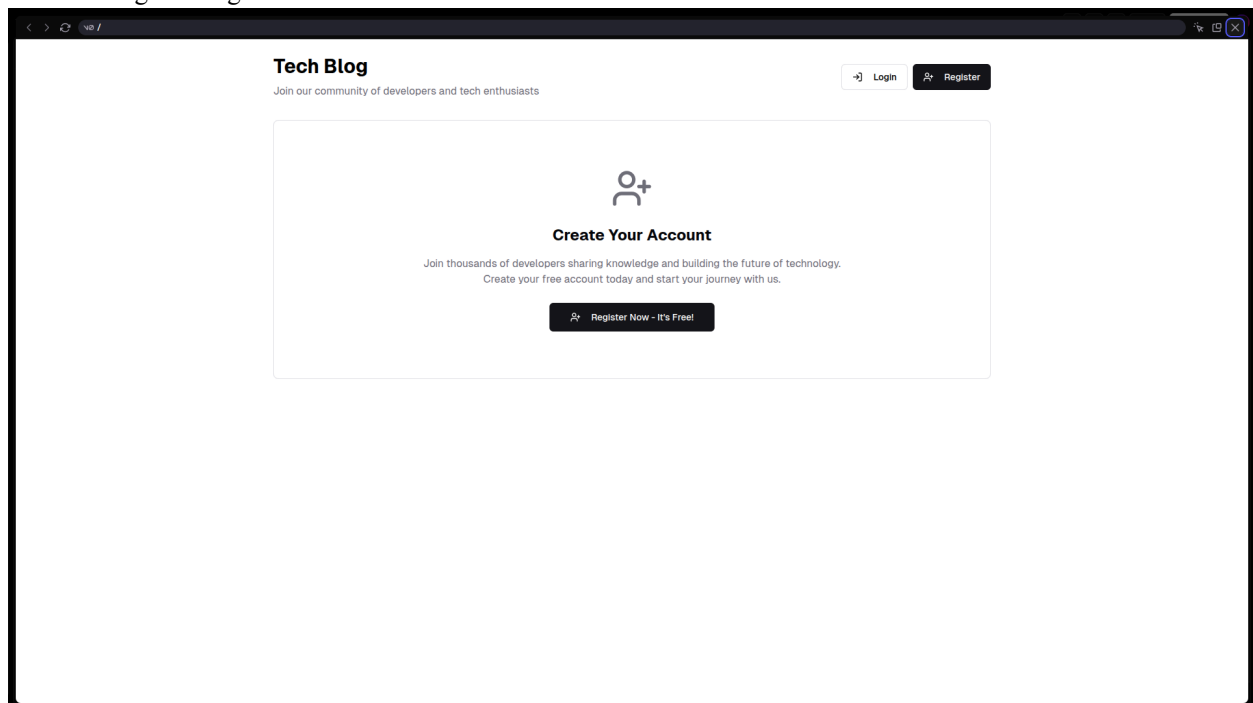 v0 /
Tech Blog
Join our community of developers and tech enthusiasts
Login
Register
Create Your Account
Join thousands of developers sharing knowledge and building the future of technology.
Create your free account today and start your journey with us.
Register Now - It's Free!